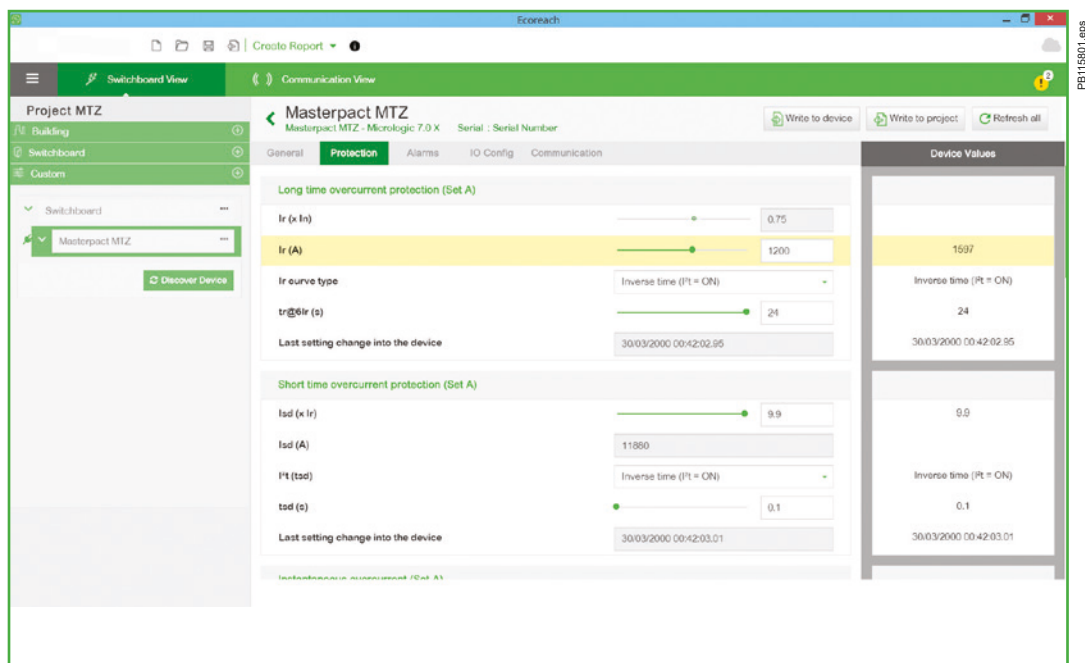 Ecoreach
PB115801.eps
Create Report
Switchboard View
Communication View
2
Project MTZ
Building
Switchboard
Custom
Switchboard
Masterpact MTZ
Discover Device
Masterpact MTZ
Masterpact MTZ - Micrologic 7.0 X Serial : Serial Number
Write to device
Write to project
Refresh all
General Protection Alarms IO Config Communication
Device Values
Long time overcurrent protection (Set A)
Ir (x In) 0.75
Ir (A) 1200 1597
Ir curve type Inverse time (I²t = ON) Inverse time (I²t = ON)
tr@6Ir (s) 24 24
Last setting change into the device 30/03/2000 00:42:02.95 30/03/2000 00:42:02.95
Short time overcurrent protection (Set A)
Isd (x Ir) 9.9 9.9
Isd (A) 11880
I²t (tsd) Inverse time (I²t = ON) Inverse time (I²t = ON)
tsd (s) 0.1 0.1
Last setting change into the device 30/03/2000 00:42:03.01 30/03/2000 00:42:03.01
Instantaneous overcurrent (Set A)